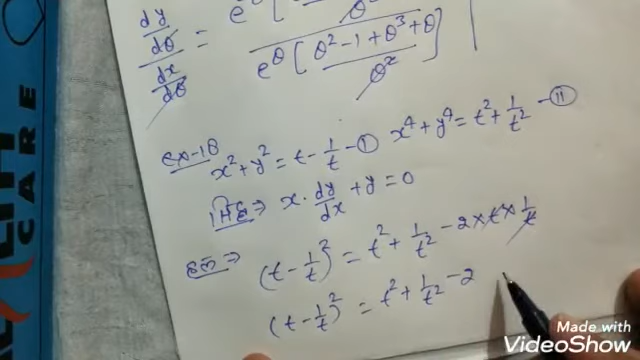 dy/dθ / dx/dθ = e^θ [ / θ² / e^θ [ θ² - 1 + θ³ + θ / θ² ]
ex-18 x² + y² = t - 1/t - ① x⁴ + y⁴ = t² + 1/t² - ⑪
⇒ x · dy/dx + y = 0
⇒ (t - 1/t)² = t² + 1/t² - 2 × t × 1/t
(t - 1/t)² = t² + 1/t² - 2
CARE
Made with
VideoShow